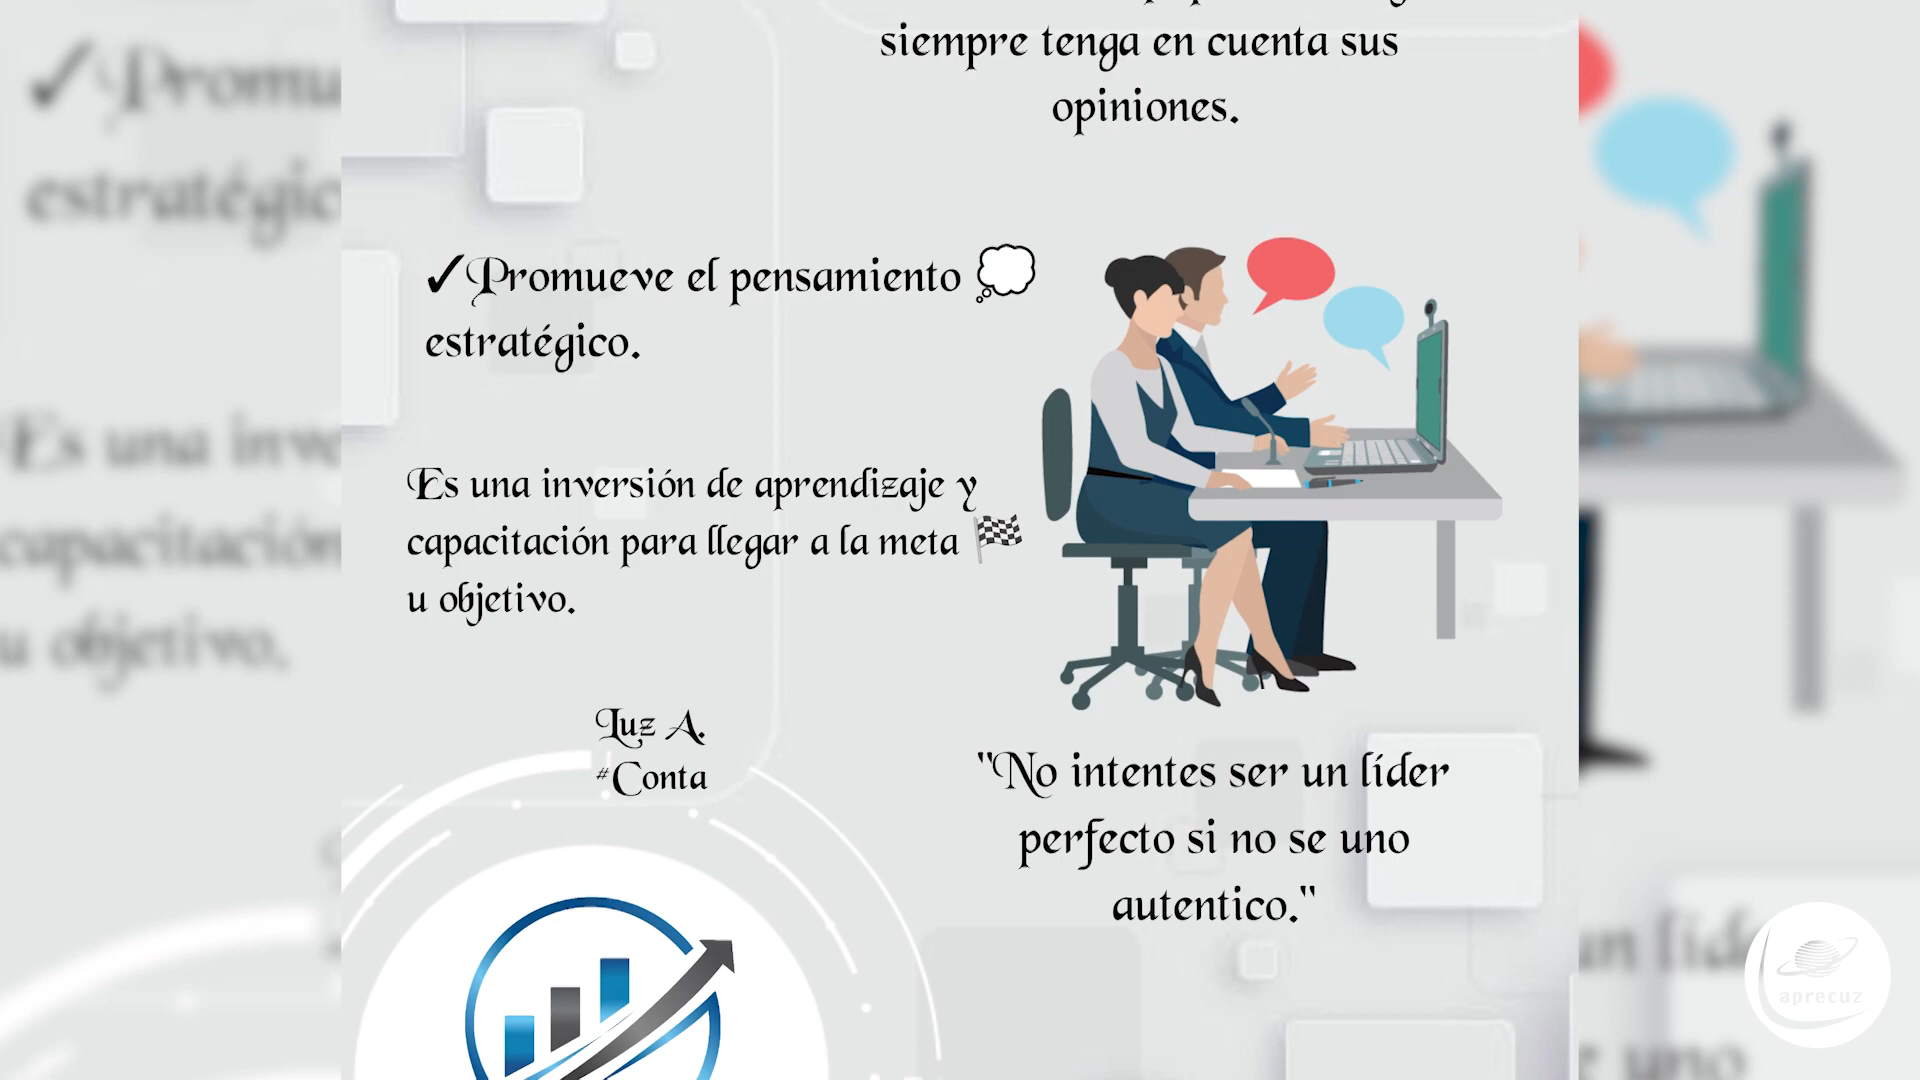 siempre tenga en cuenta sus
opiniones.
✓Promueve el pensamiento 💭
estratégico.
Es una inversión de aprendizaje y
capacitación para llegar a la meta 🏁
u objetivo.
Luz A.
#Conta
"No intentes ser un líder
perfecto si no se uno
autentico."
aprecuz